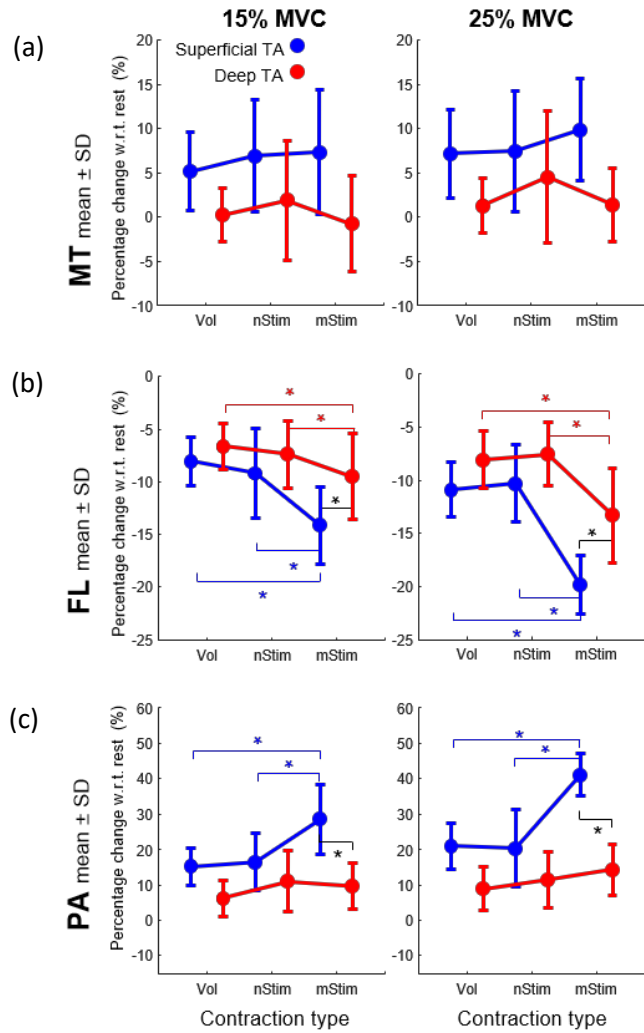 15% MVC 25% MVC
(a)
MT mean ± SD
Percentage change w.r.t. rest (%)
Superficial TA
Deep TA
20 20
15 15
10 10
5 5
0 0
-5 -5
-10 -10
Vol nStim mStim Vol nStim mStim
(b)
FL mean ± SD
Percentage change w.r.t. rest (%)
0 0
-5 -5
-10 -10
-15 -15
-20 -20
-25 -25
* * * * *
* * * * *
Vol nStim mStim Vol nStim mStim
(c)
PA mean ± SD
Percentage change w.r.t. rest (%)
60 60
50 50
40 40
30 30
20 20
10 10
0 0
-10 -10
* * *
* * *
Vol nStim mStim Vol nStim mStim
Contraction type Contraction type